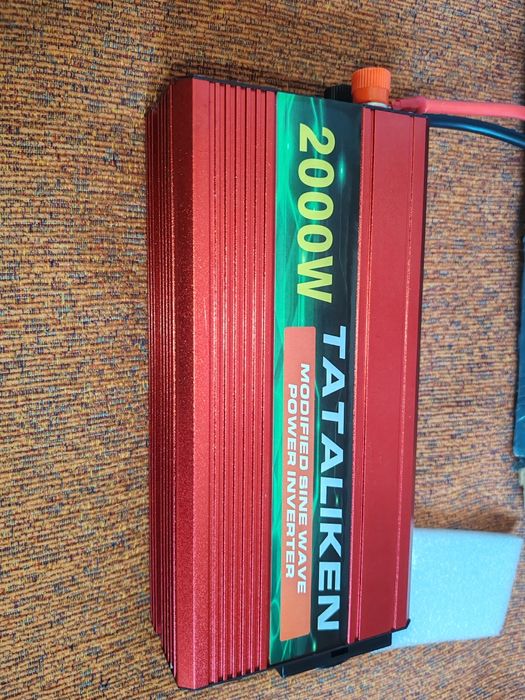 2000W
TATALIKEN
MODIFIED SINE WAVE
POWER INVERTER